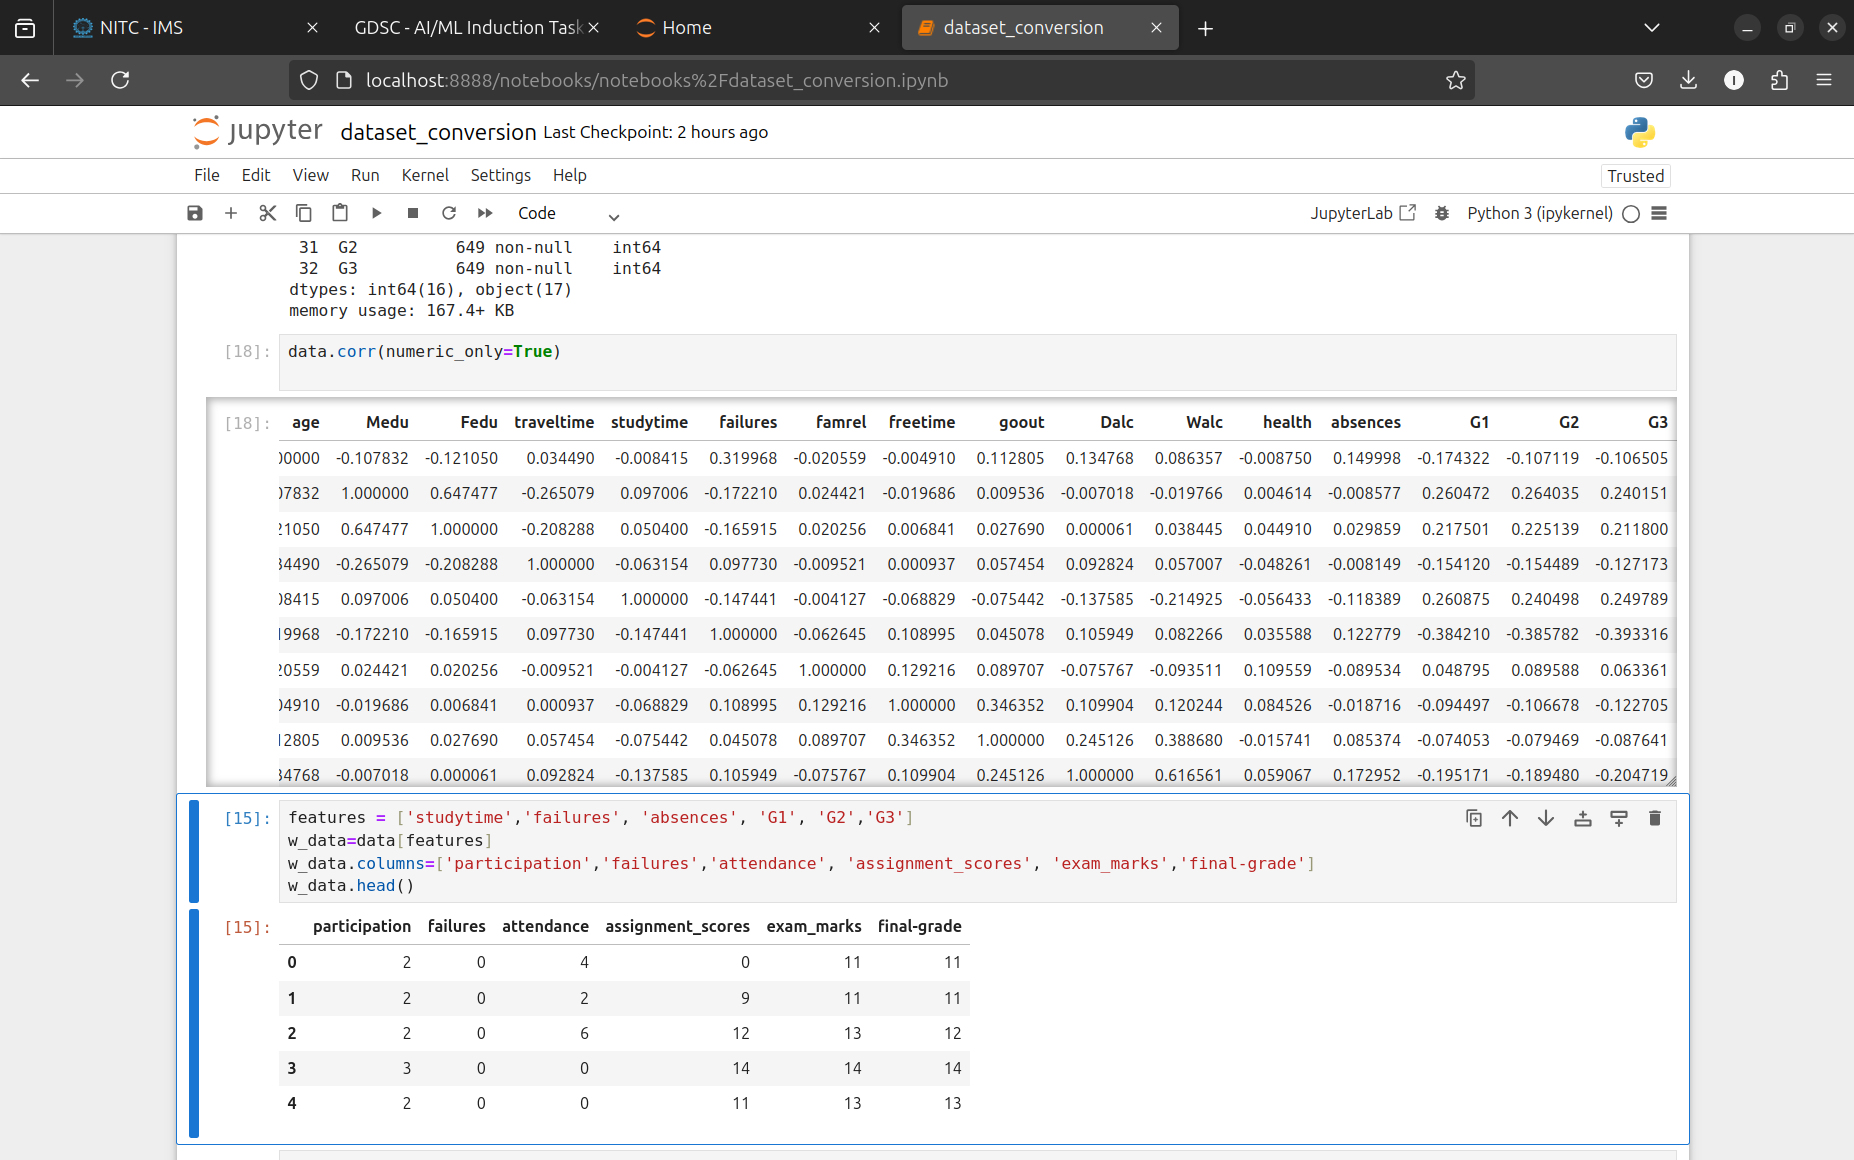 NITC - IMS
GDSC - AI/ML Induction Task
Home
dataset_conversion
localhost:8888/notebooks/notebooks%2Fdataset_conversion.ipynb
jupyter dataset_conversion Last Checkpoint: 2 hours ago
File Edit View Run Kernel Settings Help Trusted
Code JupyterLab Python 3 (ipykernel)
31 G2 649 non-null int64
32 G3 649 non-null int64
dtypes: int64(16), object(17)
memory usage: 167.4+ KB
[18]: data.corr(numeric_only=True)
[18]: age Medu Fedu traveltime studytime failures famrel freetime goout Dalc Walc health absences G1 G2 G3
00000 -0.107832 -0.121050 0.034490 -0.008415 0.319968 -0.020559 -0.004910 0.112805 0.134768 0.086357 -0.008750 0.149998 -0.174322 -0.107119 -0.106505
07832 1.000000 0.647477 -0.265079 0.097006 -0.172210 0.024421 -0.019686 0.009536 -0.007018 -0.019766 0.004614 -0.008577 0.260472 0.264035 0.240151
21050 0.647477 1.000000 -0.208288 0.050400 -0.165915 0.020256 0.006841 0.027690 0.000061 0.038445 0.044910 0.029859 0.217501 0.225139 0.211800
34490 -0.265079 -0.208288 1.000000 -0.063154 0.097730 -0.009521 0.000937 0.057454 0.092824 0.057007 -0.048261 -0.008149 -0.154120 -0.154489 -0.127173
08415 0.097006 0.050400 -0.063154 1.000000 -0.147441 -0.004127 -0.068829 -0.075442 -0.137585 -0.214925 -0.056433 -0.118389 0.260875 0.240498 0.249789
19968 -0.172210 -0.165915 0.097730 -0.147441 1.000000 -0.062645 0.108995 0.045078 0.105949 0.082266 0.035588 0.122779 -0.384210 -0.385782 -0.393316
20559 0.024421 0.020256 -0.009521 -0.004127 -0.062645 1.000000 0.129216 0.089707 -0.075767 -0.093511 0.109559 -0.089534 0.048795 0.089588 0.063361
04910 -0.019686 0.006841 0.000937 -0.068829 0.108995 0.129216 1.000000 0.346352 0.109904 0.120244 0.084526 -0.018716 -0.094497 -0.106678 -0.122705
12805 0.009536 0.027690 0.057454 -0.075442 0.045078 0.089707 0.346352 1.000000 0.245126 0.388680 -0.015741 0.085374 -0.074053 -0.079469 -0.087641
34768 -0.007018 0.000061 0.092824 -0.137585 0.105949 -0.075767 0.109904 0.245126 1.000000 0.616561 0.059067 0.172952 -0.195171 -0.189480 -0.204719
[15]: features = ['studytime','failures', 'absences', 'G1', 'G2','G3']
w_data=data[features]
w_data.columns=['participation','failures','attendance', 'assignment_scores', 'exam_marks','final-grade']
w_data.head()
[15]: participation failures attendance assignment_scores exam_marks final-grade
0 2 0 4 0 11 11
1 2 0 2 9 11 11
2 2 0 6 12 13 12
3 3 0 0 14 14 14
4 2 0 0 11 13 13